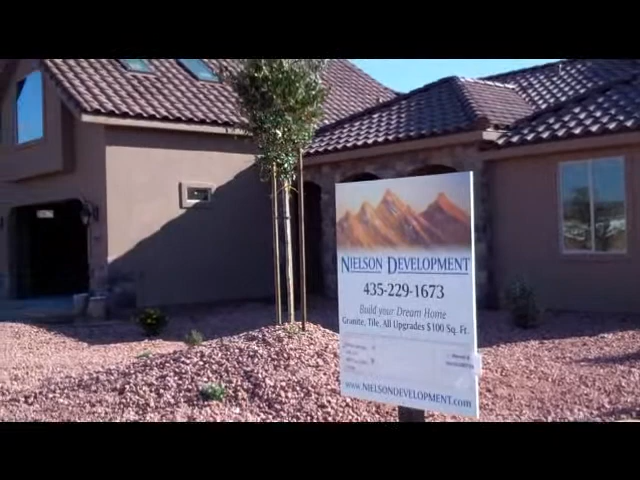 NIELSON DEVELOPMENT
435-229-1673
Build your Dream Home
Granite, Tile, All Upgrades $100 Sq. Ft.
www.NIELSONDEVELOPMENT.com